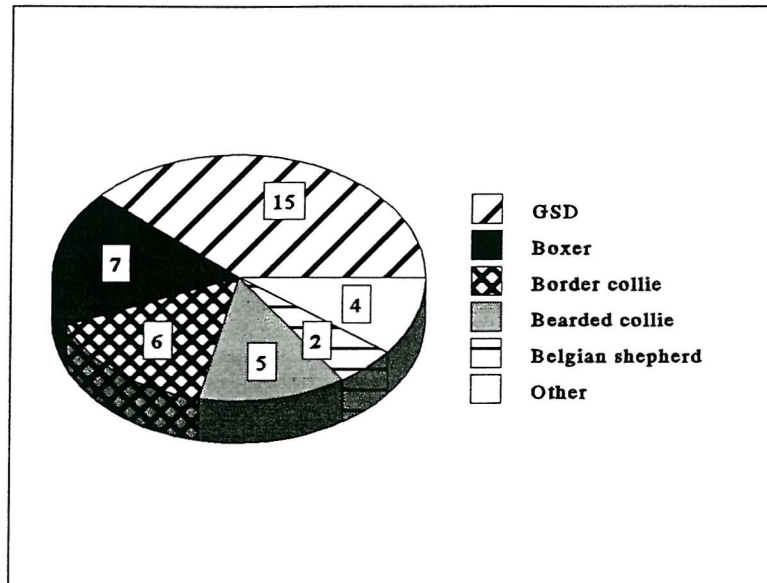 15
7
4
6
2
5
GSD
Boxer
Border collie
Bearded collie
Belgian shepherd
Other